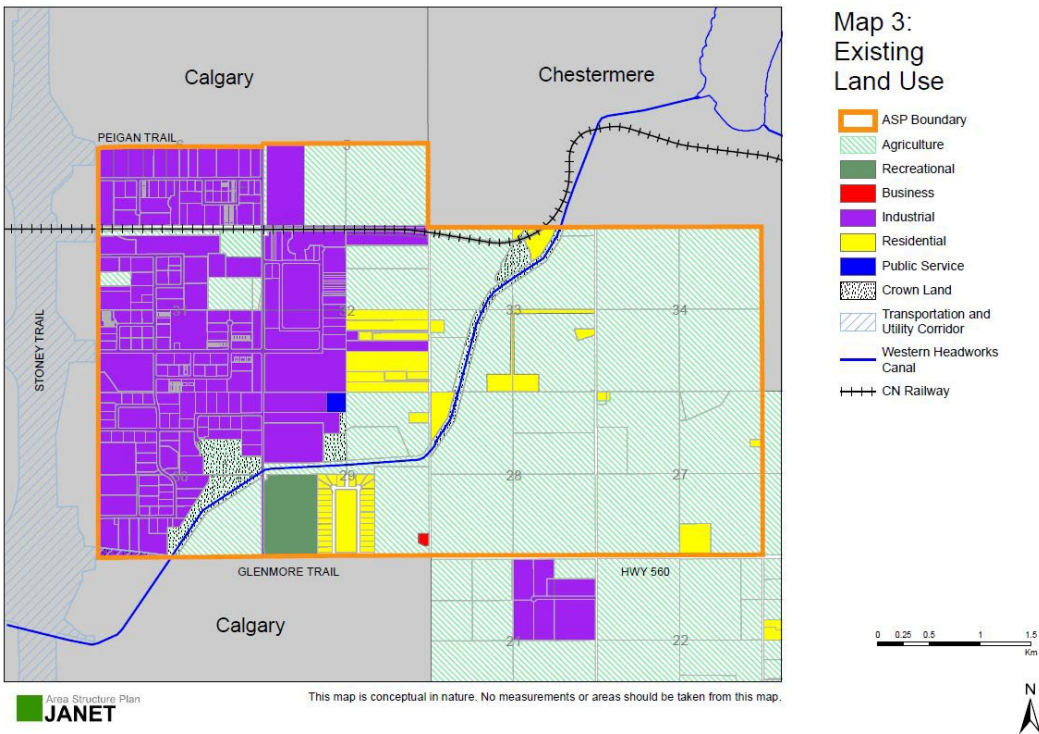 Map 3:
Existing
Land Use
Calgary
Chestermere
PEIGAN TRAIL
6
5
STONEY TRAIL
31
32
33
34
30
29
28
27
GLENMORE TRAIL
HWY 560
Calgary
21
22
ASP Boundary
Agriculture
Recreational
Business
Industrial
Residential
Public Service
Crown Land
Transportation and
Utility Corridor
Western Headworks
Canal
CN Railway
0 0.25 0.5 1 1.5
Km
N
Area Structure Plan
JANET
This map is conceptual in nature. No measurements or areas should be taken from this map.